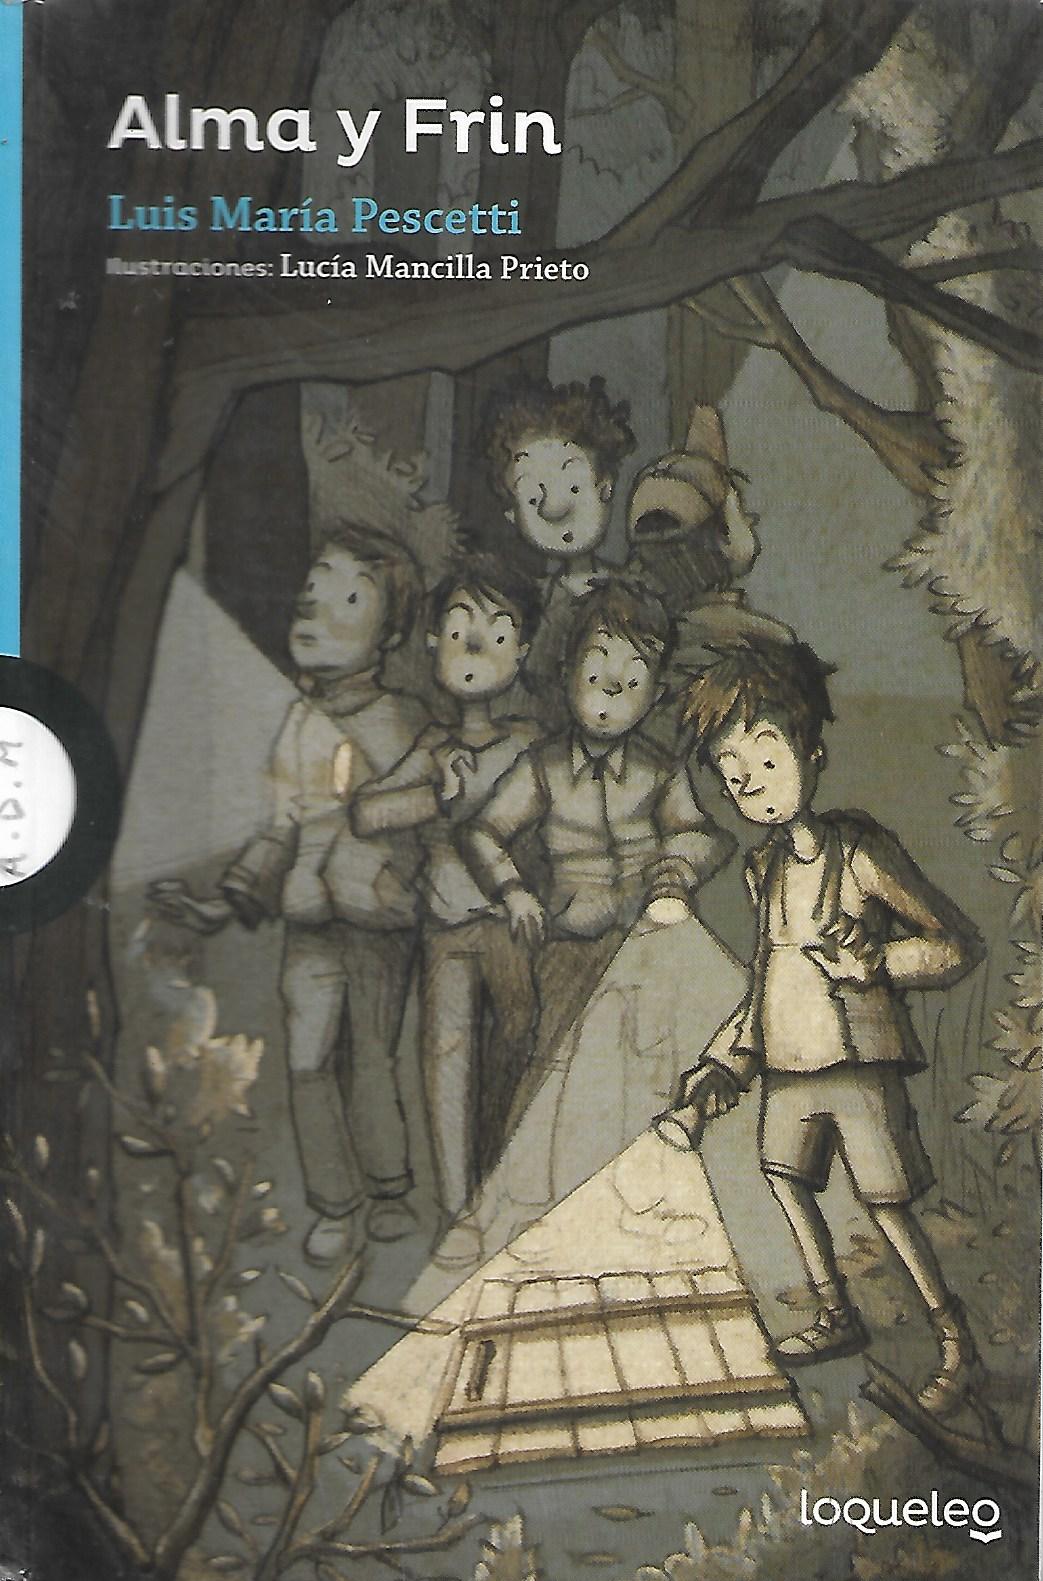 Alma y Frin
Luis María Pescetti
Ilustraciones: Lucía Mancilla Prieto
A.D.M
loqueleo